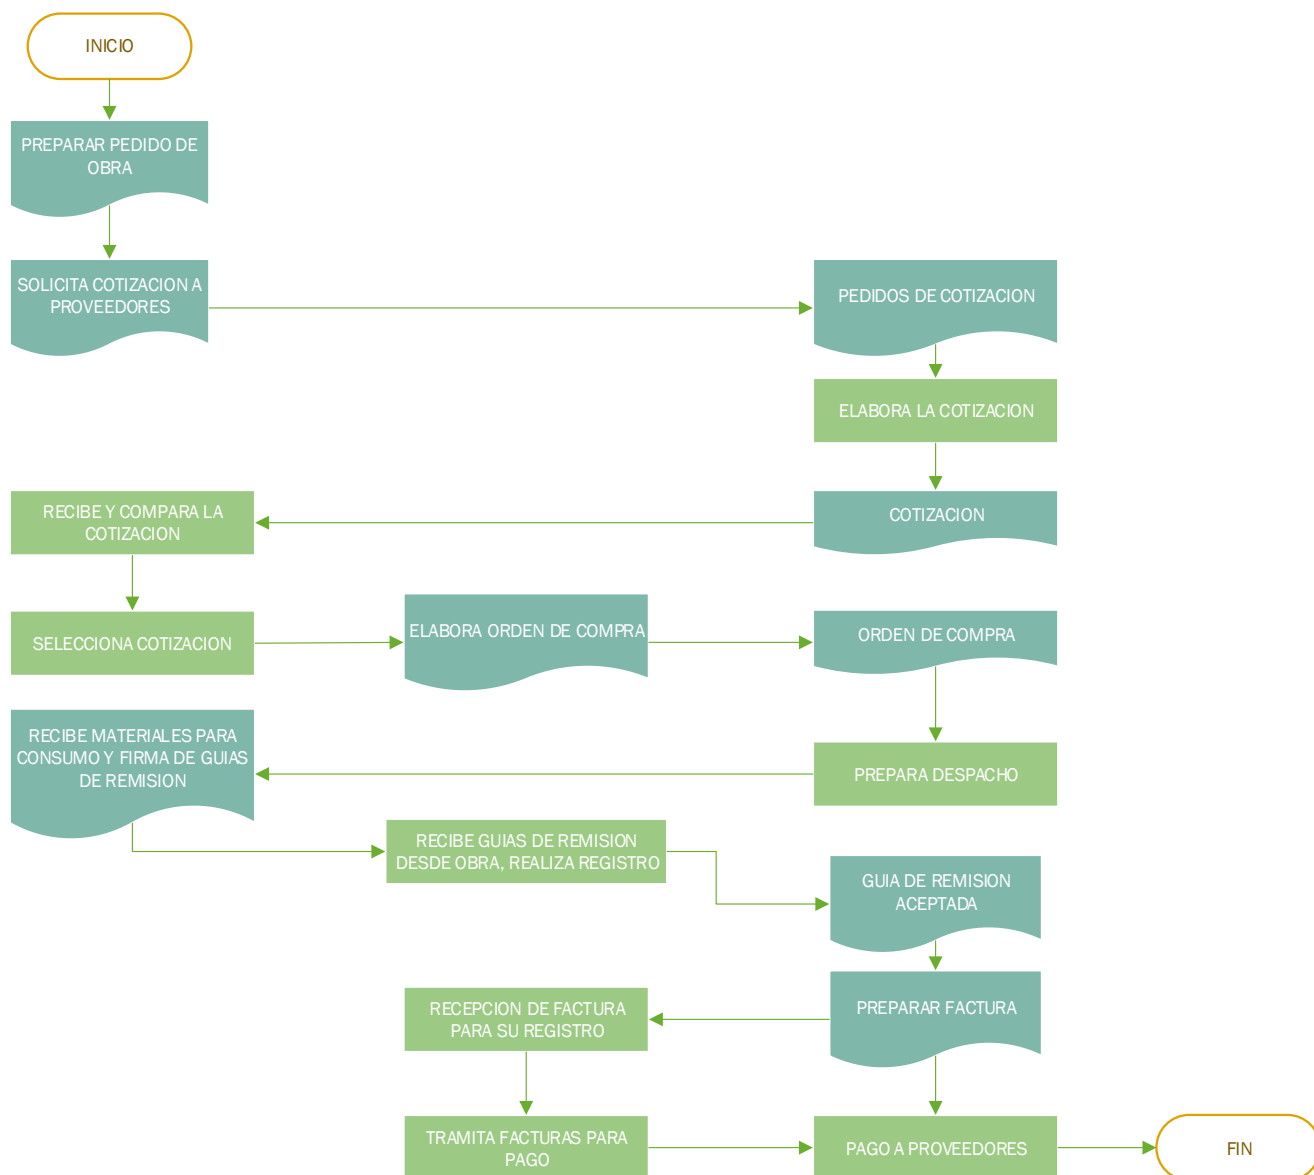 INICIO
PREPARAR PEDIDO DE
OBRA
SOLICITA COTIZACION A
PROVEEDORES
PEDIDOS DE COTIZACION
ELABORA LA COTIZACION
COTIZACION
RECIBE Y COMPARA LA
COTIZACION
SELECCIONA COTIZACION
ELABORA ORDEN DE COMPRA
ORDEN DE COMPRA
PREPARA DESPACHO
RECIBE MATERIALES PARA
CONSUMO Y FIRMA DE GUIAS
DE REMISION
RECIBE GUIAS DE REMISION
DESDE OBRA, REALIZA REGISTRO
GUIA DE REMISION
ACEPTADA
PREPARAR FACTURA
RECEPCION DE FACTURA
PARA SU REGISTRO
TRAMITA FACTURAS PARA
PAGO
PAGO A PROVEEDORES
FIN